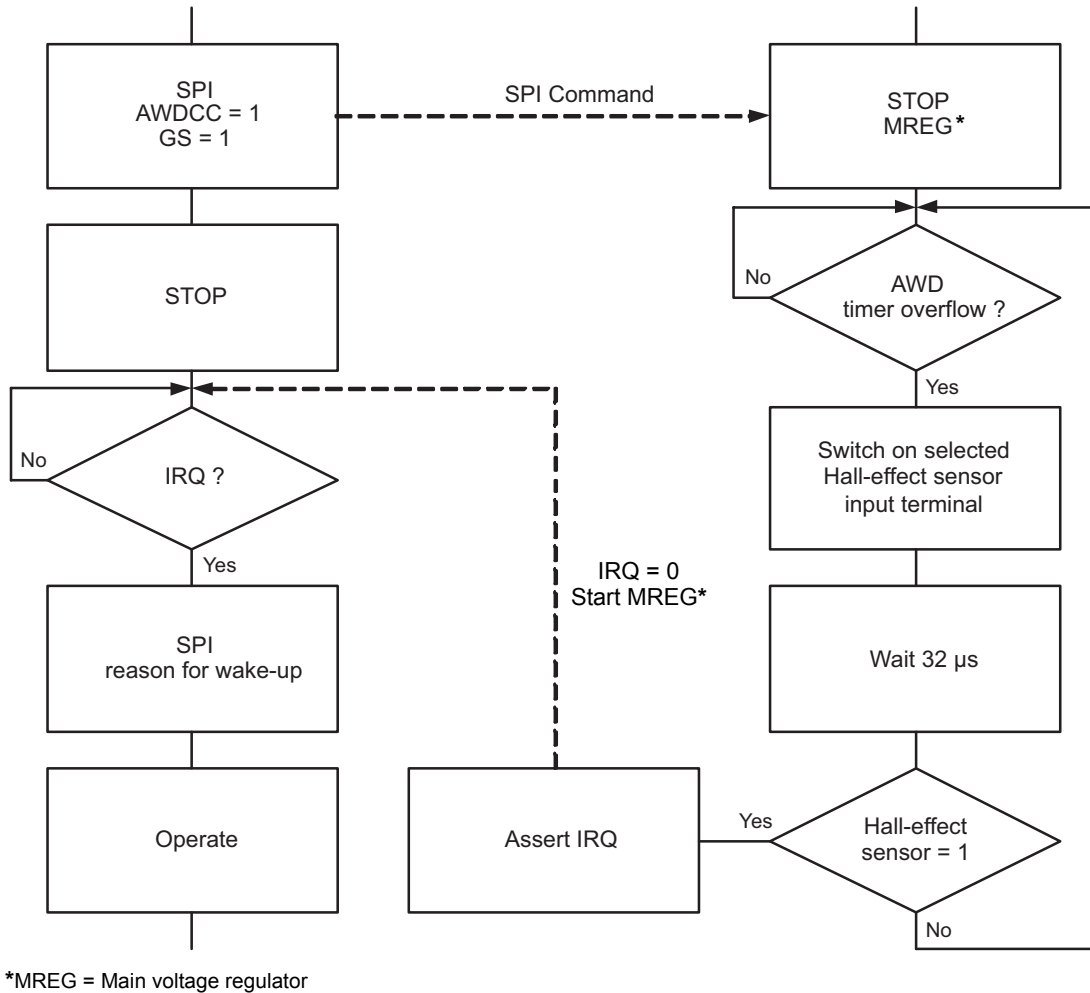 SPI
AWDCC = 1
GS = 1
SPI Command
STOP
MREG*
STOP
No
AWD
timer overflow ?
Yes
No
IRQ ?
Yes
Switch on selected
Hall-effect sensor
input terminal
IRQ = 0
Start MREG*
SPI
reason for wake-up
Wait 32 µs
Operate
Assert IRQ
Yes
Hall-effect
sensor = 1
No
*MREG = Main voltage regulator